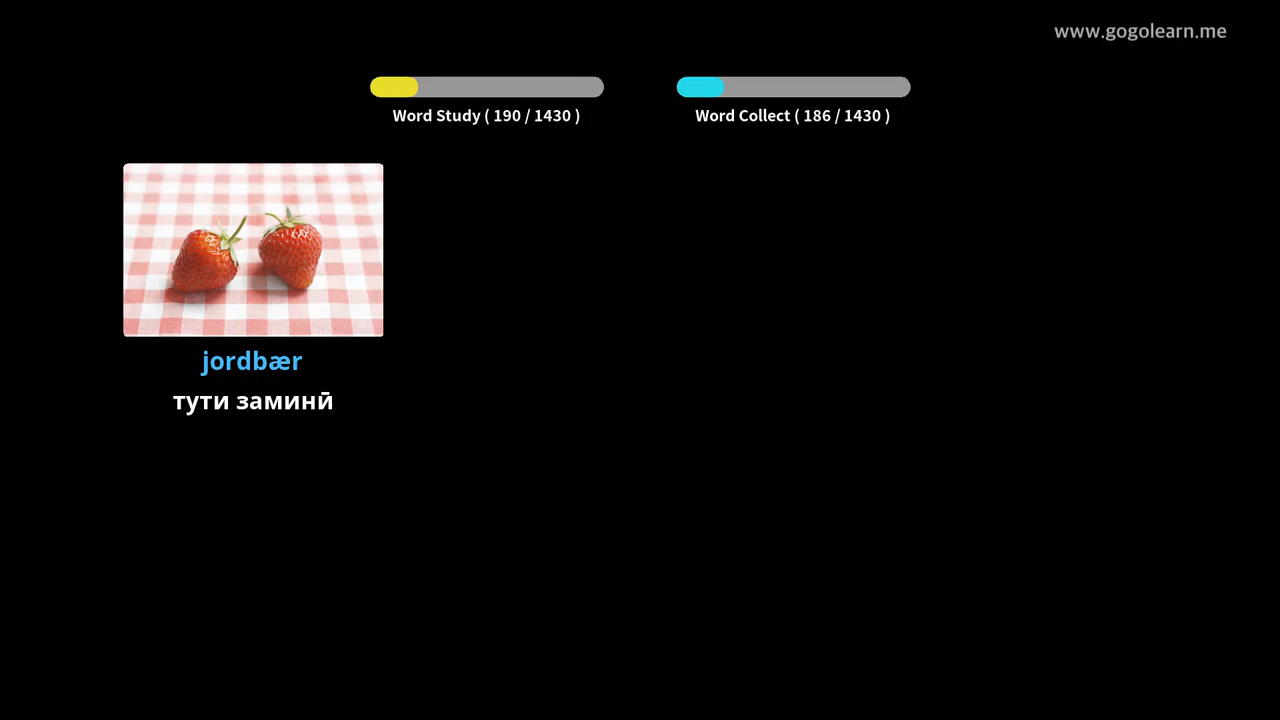 www.gogolearn.me
Word Study ( 190 / 1430 )
Word Collect ( 186 / 1430 )
jordbær
тути заминӣ